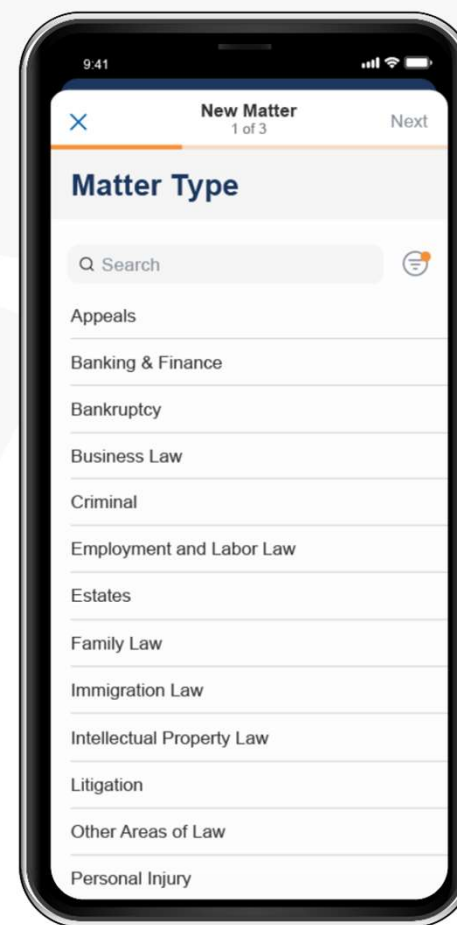 9:41
New Matter
1 of 3
Next
Matter Type
Search
Appeals
Banking & Finance
Bankruptcy
Business Law
Criminal
Employment and Labor Law
Estates
Family Law
Immigration Law
Intellectual Property Law
Litigation
Other Areas of Law
Personal Injury